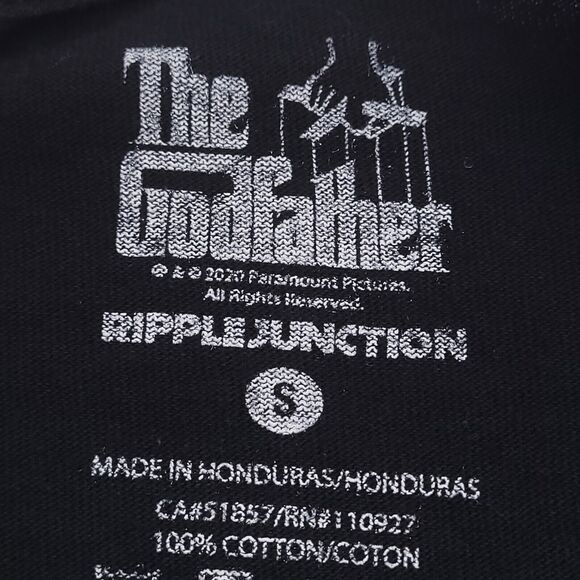 The
Godfather
® & © 2020 Paramount Pictures.
All Rights Reserved.
RIPPLE JUNCTION
S
MADE IN HONDURAS/HONDURAS
CA#51857/RN#110927
100% COTTON/COTON